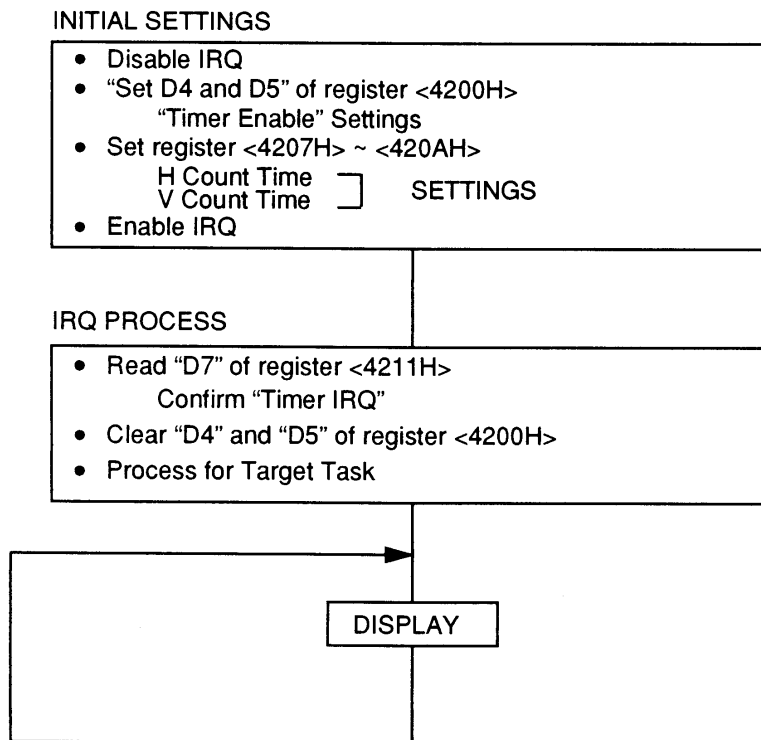 INITIAL SETTINGS
• Disable IRQ
• “Set D4 and D5” of register <4200H>
“Timer Enable” Settings
• Set register <4207H> ~ <420AH>
H Count Time
V Count Time
SETTINGS
• Enable IRQ
IRQ PROCESS
• Read “D7” of register <4211H>
Confirm “Timer IRQ”
• Clear “D4” and “D5” of register <4200H>
• Process for Target Task
DISPLAY